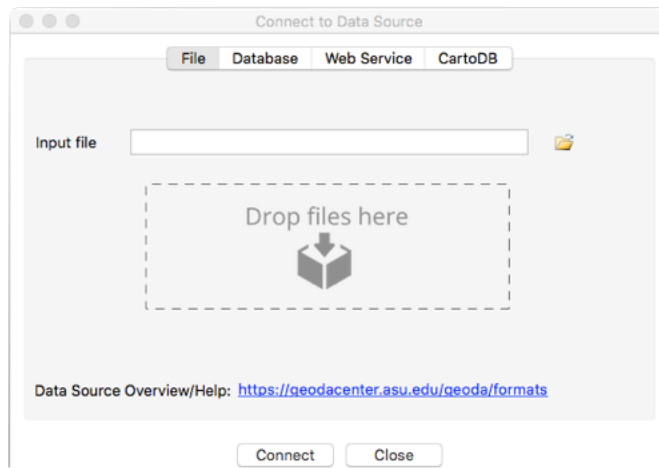 Connect to Data Source
File Database Web Service CartoDB
Input file
Drop files here
Data Source Overview/Help: https://geodacenter.asu.edu/geoda/formats
Connect Close